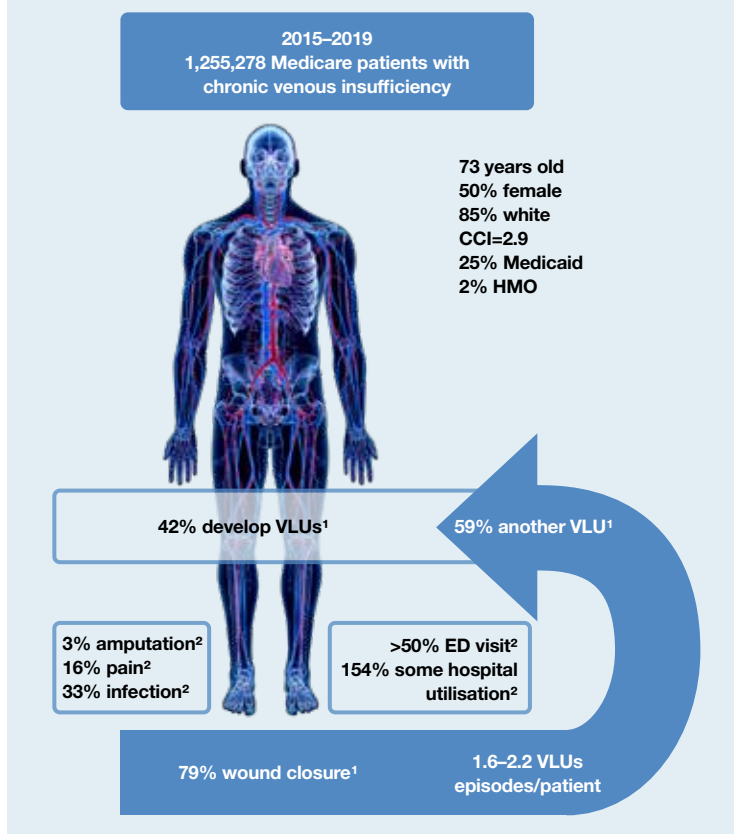 2015–2019
1,255,278 Medicare patients with
chronic venous insufficiency
73 years old
50% female
85% white
CCI=2.9
25% Medicaid
2% HMO
42% develop VLUs¹
59% another VLU¹
3% amputation²
16% pain²
33% infection²
>50% ED visit²
154% some hospital
utilisation²
79% wound closure¹
1.6–2.2 VLUs
episodes/patient